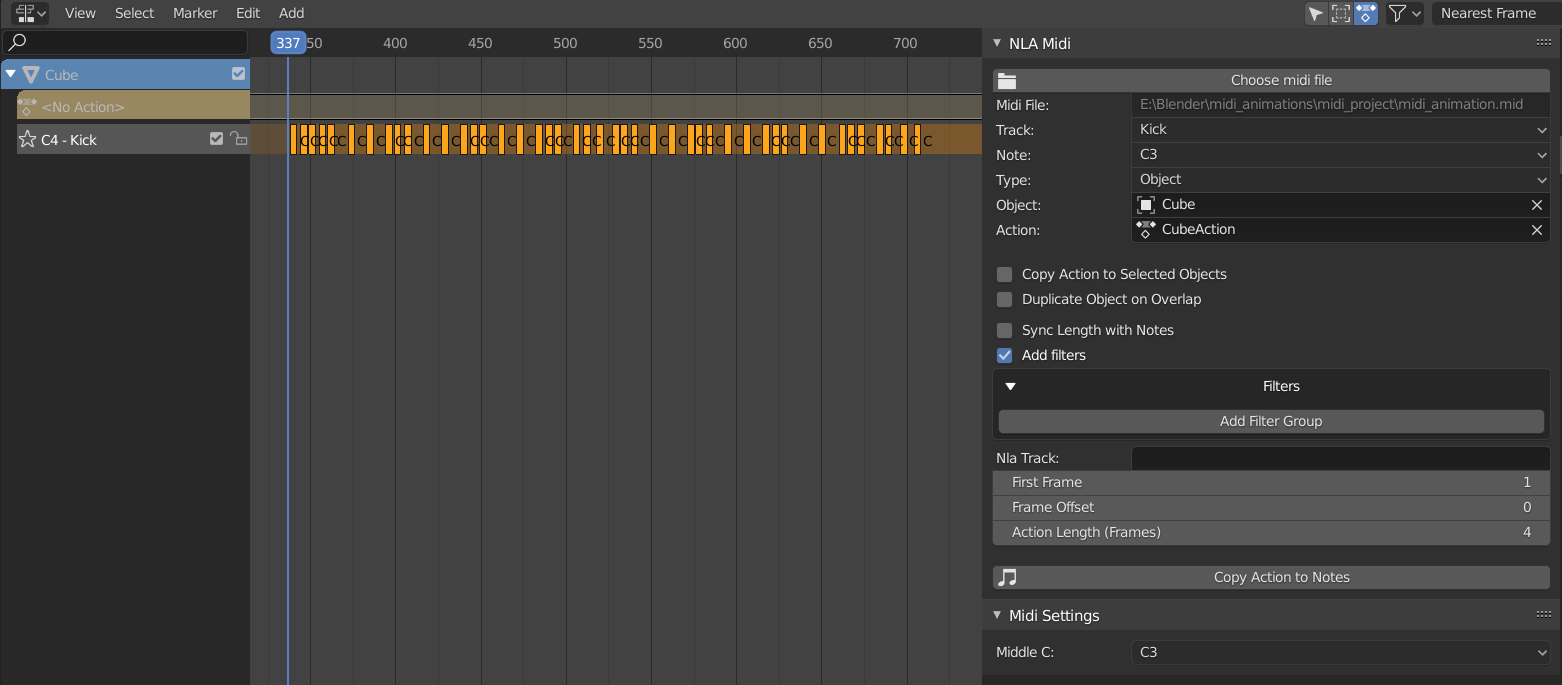 View Select Marker Edit Add Nearest Frame
337 50 400 450 500 550 600 650 700
Cube
<No Action>
C4 - Kick
NLA Midi
Choose midi file
Midi File: E:\Blender\midi_animations\midi_project\midi_animation.mid
Track: Kick
Note: C3
Type: Object
Object: Cube
Action: CubeAction
Copy Action to Selected Objects
Duplicate Object on Overlap
Sync Length with Notes
Add filters
Filters
Add Filter Group
Nla Track:
First Frame 1
Frame Offset 0
Action Length (Frames) 4
Copy Action to Notes
Midi Settings
Middle C: C3